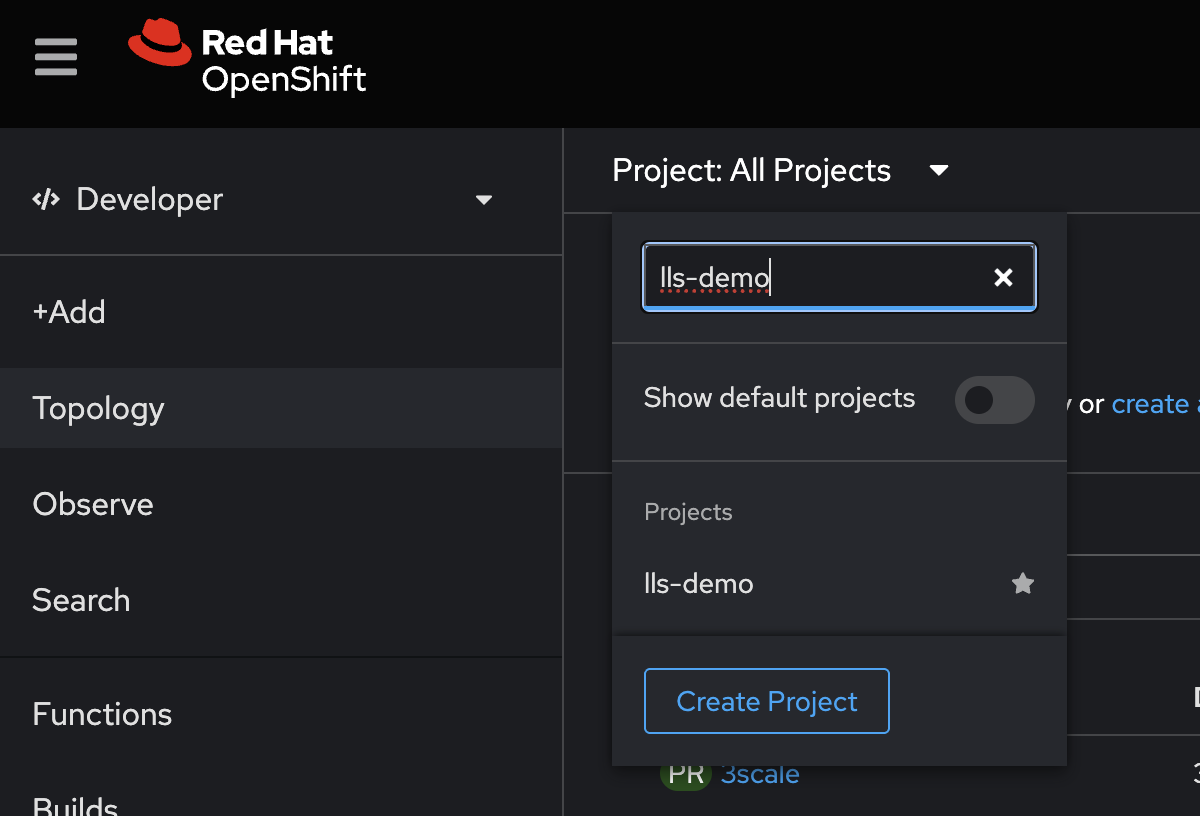 Red Hat
OpenShift
Developer
Project: All Projects
+Add
lls-demo
Show default projects
or create
Topology
Observe
Projects
Search
lls-demo
Functions
Create Project
PR 3scale
Builds